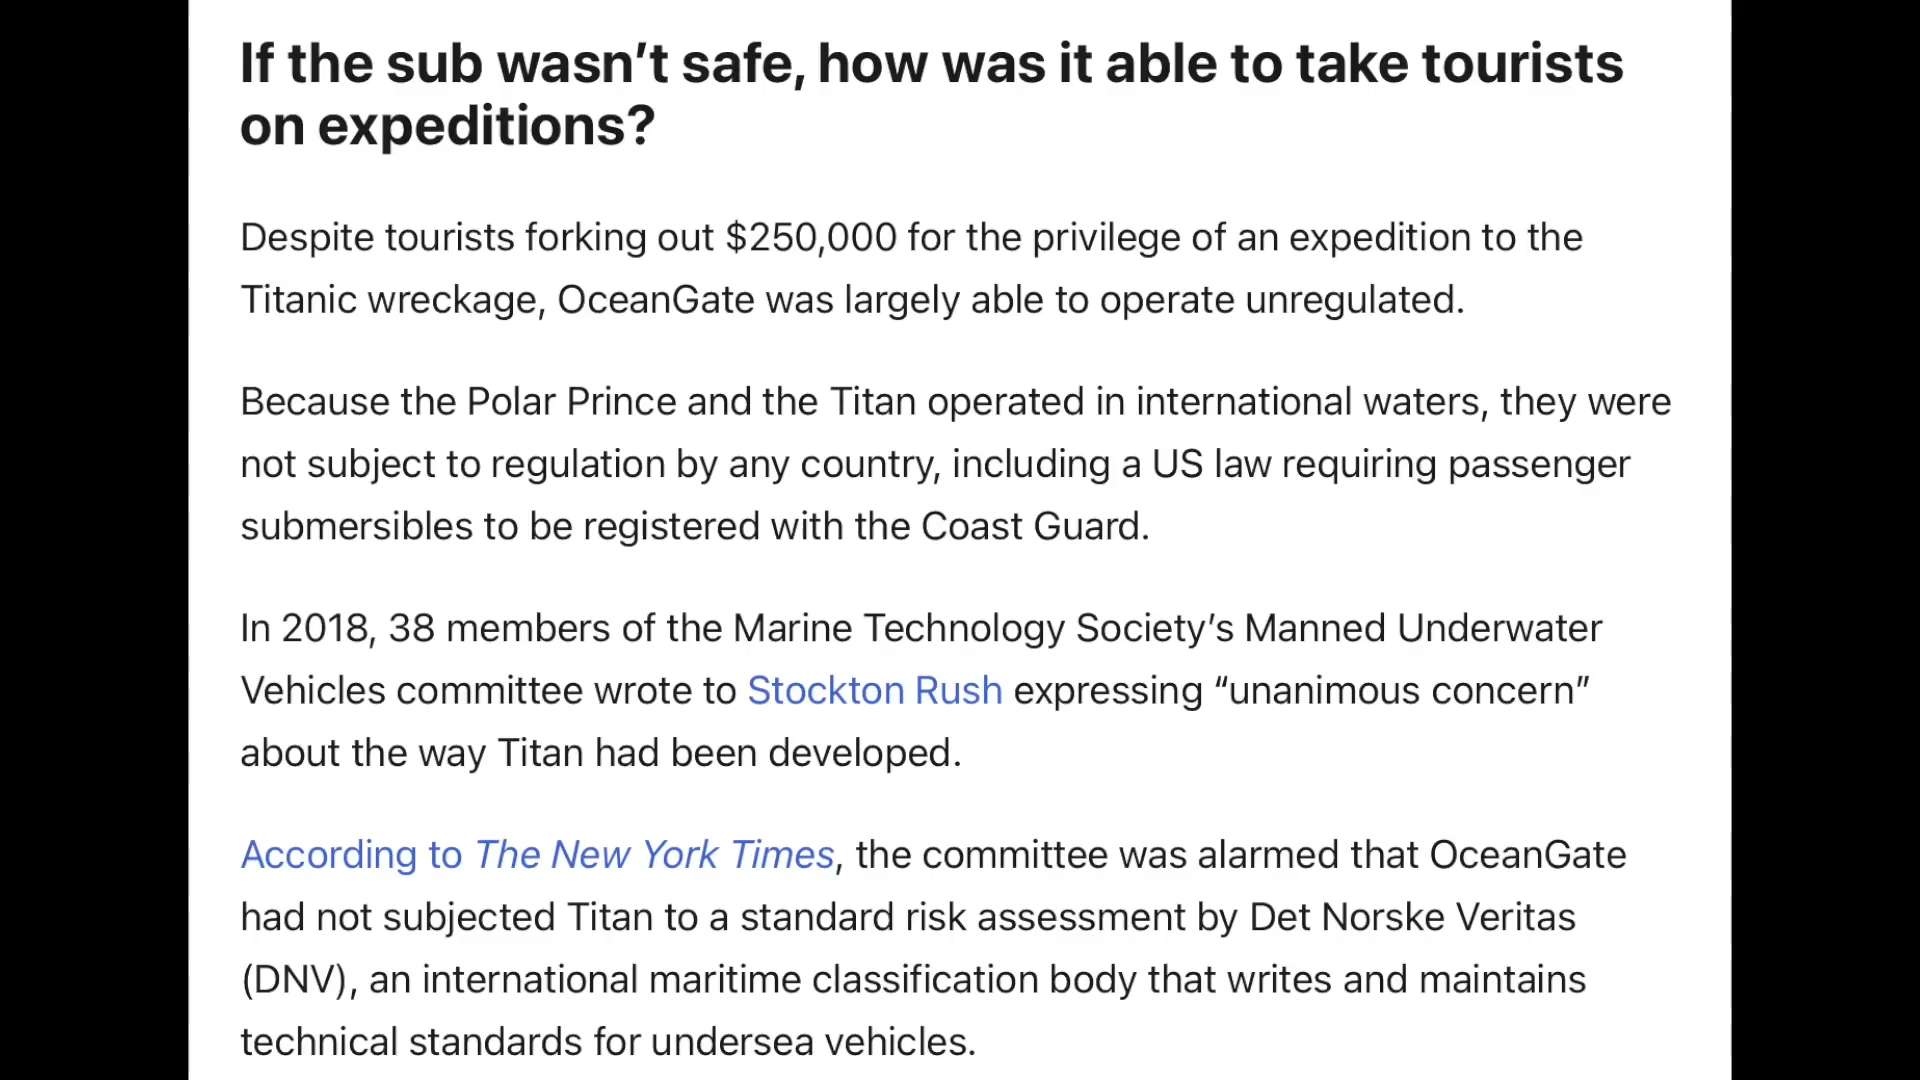 If the sub wasn’t safe, how was it able to take tourists
on expeditions?
Despite tourists forking out $250,000 for the privilege of an expedition to the
Titanic wreckage, OceanGate was largely able to operate unregulated.
Because the Polar Prince and the Titan operated in international waters, they were
not subject to regulation by any country, including a US law requiring passenger
submersibles to be registered with the Coast Guard.
In 2018, 38 members of the Marine Technology Society’s Manned Underwater
Vehicles committee wrote to Stockton Rush expressing “unanimous concern”
about the way Titan had been developed.
According to The New York Times, the committee was alarmed that OceanGate
had not subjected Titan to a standard risk assessment by Det Norske Veritas
(DNV), an international maritime classification body that writes and maintains
technical standards for undersea vehicles.